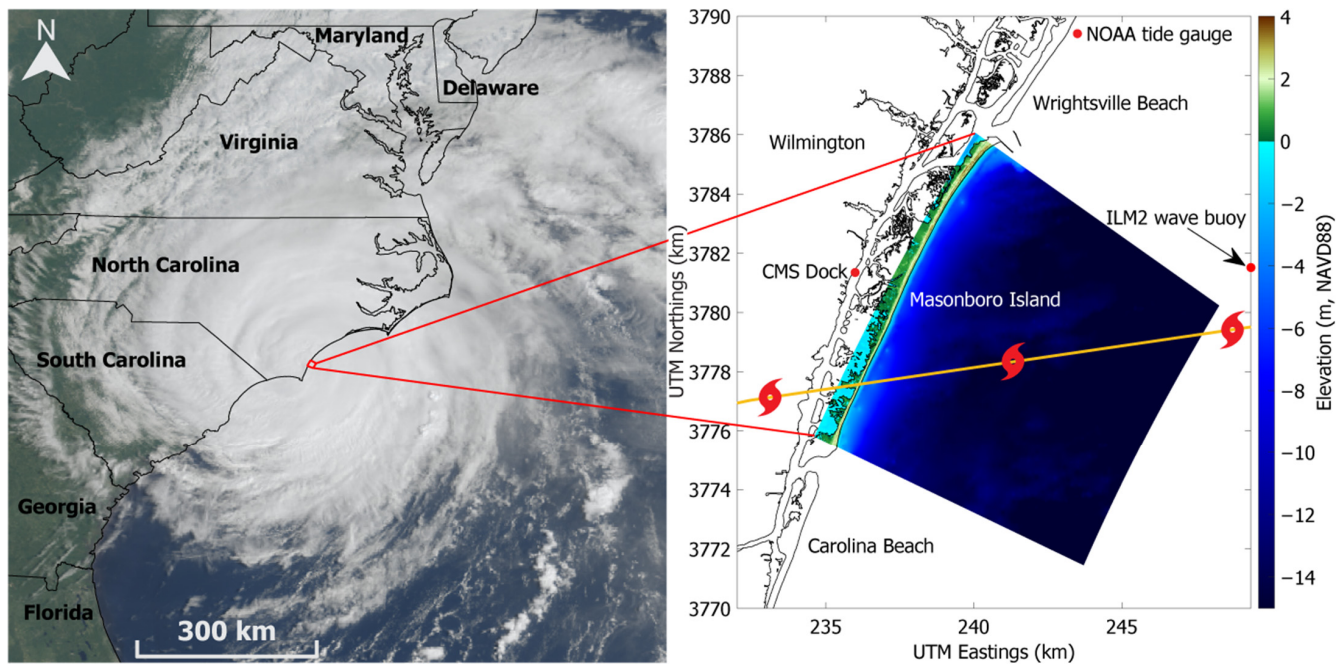 N
Maryland
Delaware
Virginia
North Carolina
South Carolina
Georgia
Florida
300 km
UTM Northings (km)
3790
3788
3786
3784
3782
3780
3778
3776
3774
3772
3770
NOAA tide gauge
Wrightsville Beach
Wilmington
ILM2 wave buoy
CMS Dock
Masonboro Island
Carolina Beach
235
240
245
UTM Eastings (km)
4
2
0
−2
−4
−6
−8
−10
−12
−14
Elevation (m, NAVD88)